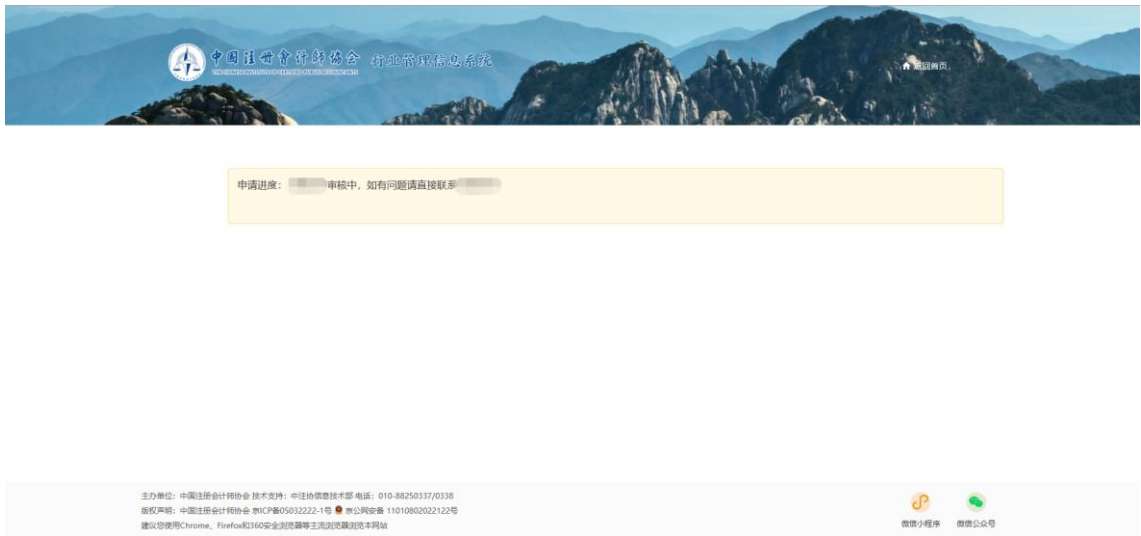 中国注册会计师协会 行业管理信息系统
THE CHINESE INSTITUTE OF CERTIFIED PUBLIC ACCOUNTANTS
返回首页
申请进度： 审核中，如有问题请直接联系
主办单位：中国注册会计师协会 技术支持：中注协信息技术部 电话：010-88250337/0338
版权声明：中国注册会计师协会 京ICP备05032222-1号 京公网安备 11010802022122号
建议您使用Chrome、Firefox和360安全浏览器等主流浏览器浏览本网站
微信小程序 微信公众号